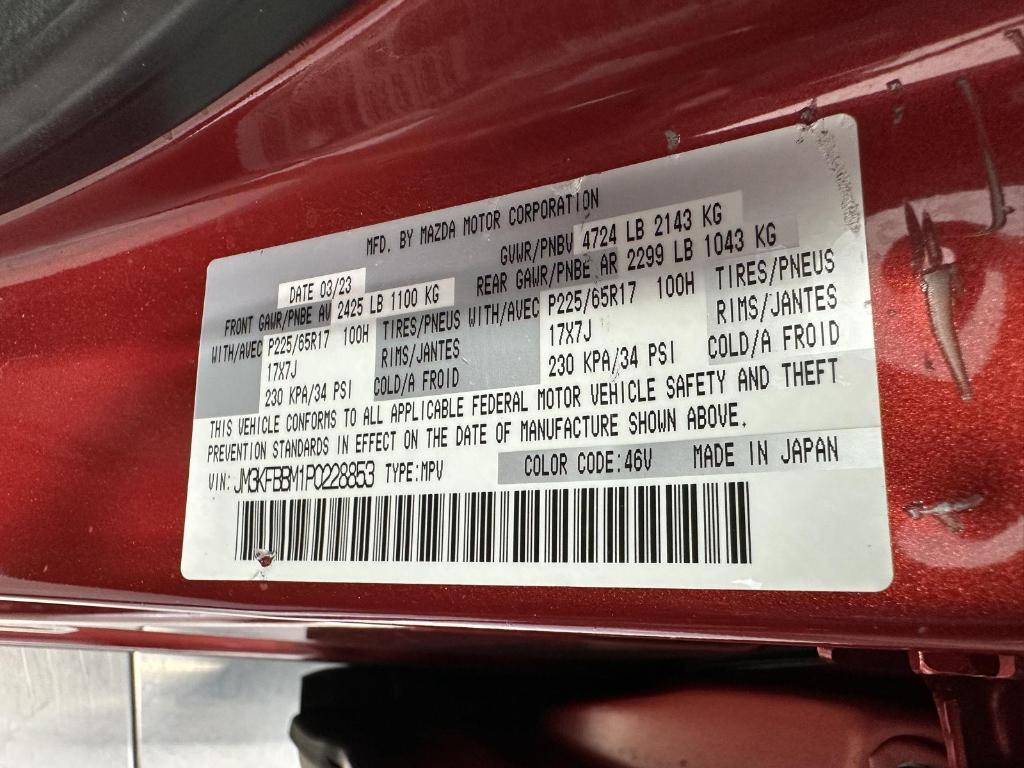 MFD. BY MAZDA MOTOR CORPORATION
DATE 03/23 GVWR/PNBV 4724 LB 2143 KG
FRONT GAWR/PNBE AV 2425 LB 1100 KG REAR GAWR/PNBE AR 2299 LB 1043 KG
WITH/AVEC P225/65R17 100H TIRES/PNEUS WITH/AVEC P225/65R17 100H TIRES/PNEUS
17X7J RIMS/JANTES 17X7J RIMS/JANTES
230 KPA/34 PSI COLD/A FROID 230 KPA/34 PSI COLD/A FROID
THIS VEHICLE CONFORMS TO ALL APPLICABLE FEDERAL MOTOR VEHICLE SAFETY AND THEFT
PREVENTION STANDARDS IN EFFECT ON THE DATE OF MANUFACTURE SHOWN ABOVE.
VIN: JM3KFBBM1P0228853 TYPE:MPV COLOR CODE:46V MADE IN JAPAN